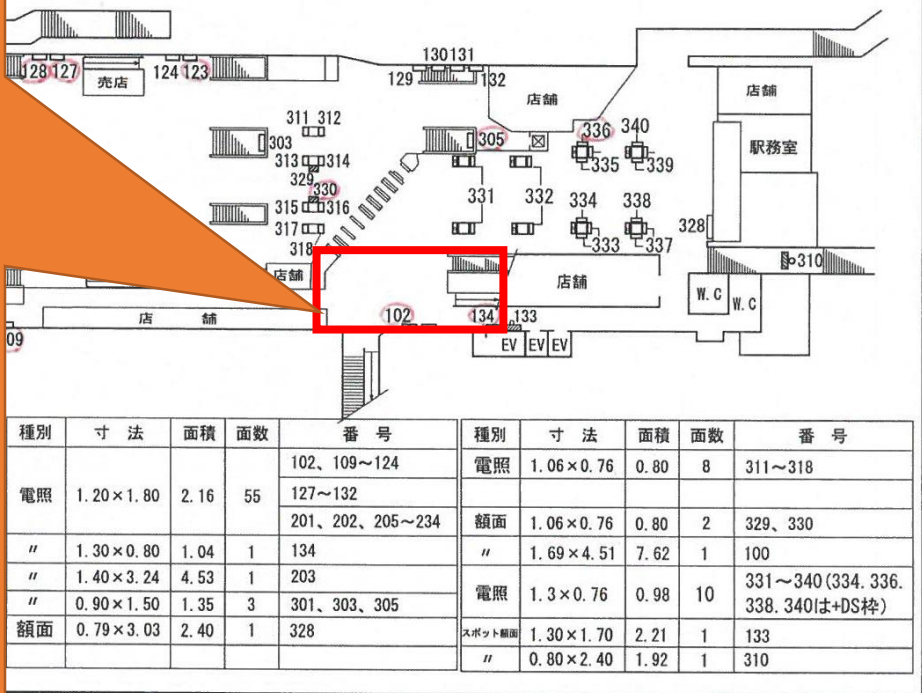 130131
128 127
124 123
129
132
売店
店舗
店舗
311 312
303
305
336 340
313 314
335
339
駅務室
329
330
331
332
334 338
315 316
317
318
333
337
328
310
店舗
店舗
W.C
W.C
店 舗
102
134
133
09
EV EV EV
種別 寸 法 面積 面数 番 号
電照 1.20×1.80 2.16 55 102、109～124
127～132
201、202、205～234
〃 1.30×0.80 1.04 1 134
〃 1.40×3.24 4.53 1 203
〃 0.90×1.50 1.35 3 301、303、305
額面 0.79×3.03 2.40 1 328
種別 寸 法 面積 面数 番 号
電照 1.06×0.76 0.80 8 311～318
額面 1.06×0.76 0.80 2 329、330
〃 1.69×4.51 7.62 1 100
電照 1.3×0.76 0.98 10 331～340(334.336.
338.340は+DS枠)
スポット額面 1.30×1.70 2.21 1 133
〃 0.80×2.40 1.92 1 310